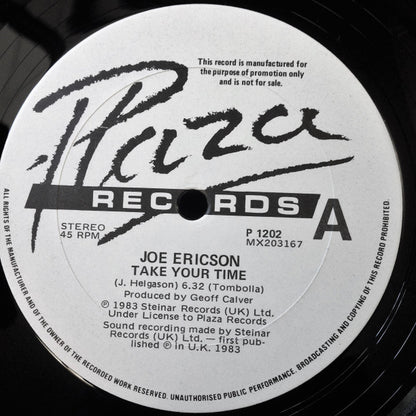 This record is manufactured for
the purpose of promotion only
and is not for sale.
Plaza
RECORDS
A
STEREO
45 RPM
P 1202
MX203167
JOE ERICSON
TAKE YOUR TIME
(J. Helgason) 6.32 (Tombolla)
Produced by Geoff Calver
℗ 1983 Steinar Records (UK) Ltd.
Under License to Plaza Records
Sound recording made by Steinar
Records (UK) Ltd. — first pub-
lished ℗ in U.K. 1983
ALL RIGHTS OF THE MANUFACTURER AND OF THE OWNER OF THE RECORDED WORK RESERVED. UNAUTHORISED PUBLIC PERFORMANCE, BROADCASTING AND COPYING OF THIS RECORD PROHIBITED.